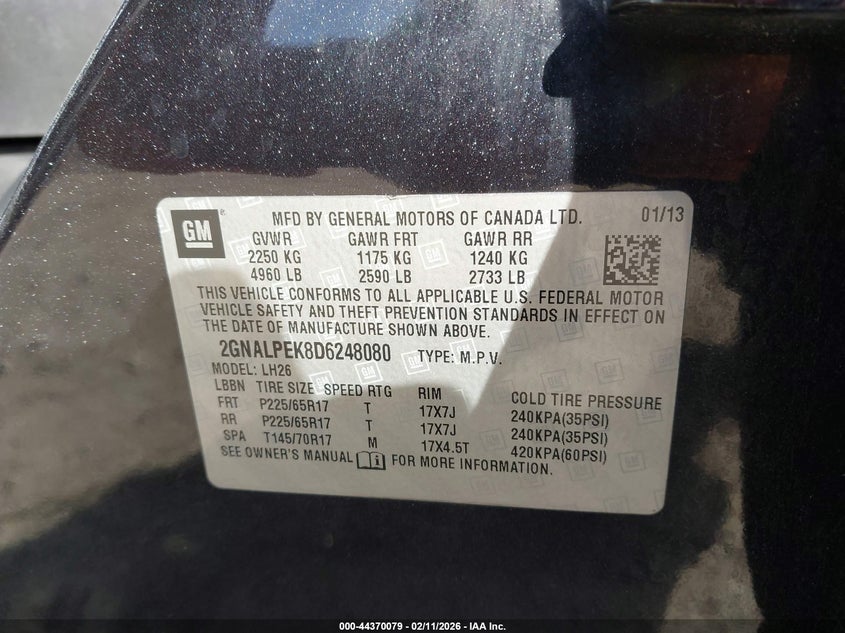 GM ® MFD BY GENERAL MOTORS OF CANADA LTD. 01/13
GVWR GAWR FRT GAWR RR
2250 KG 1175 KG 1240 KG
4960 LB 2590 LB 2733 LB
THIS VEHICLE CONFORMS TO ALL APPLICABLE U.S. FEDERAL MOTOR
VEHICLE SAFETY AND THEFT PREVENTION STANDARDS IN EFFECT ON
THE DATE OF MANUFACTURE SHOWN ABOVE.
2GNALPEK8D6248080 TYPE: M.P.V.
MODEL: LH26
LBBN TIRE SIZE SPEED RTG RIM COLD TIRE PRESSURE
FRT P225/65R17 T 17X7J 240KPA(35PSI)
RR P225/65R17 T 17X7J 240KPA(35PSI)
SPA T145/70R17 M 17X4.5T 420KPA(60PSI)
SEE OWNER'S MANUAL FOR MORE INFORMATION.
000-44370079 - 02/11/2026 - IAA Inc.